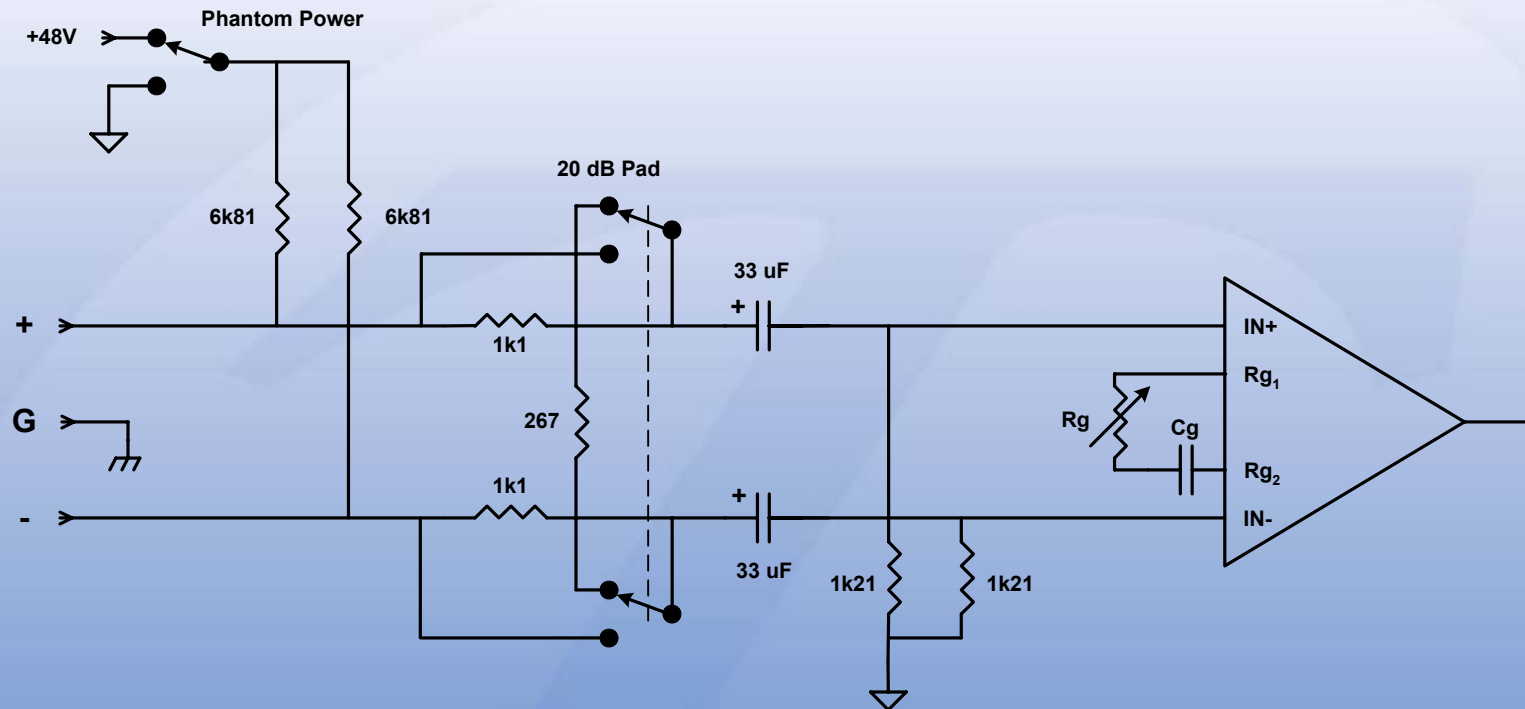 Phantom Power
+48V
20 dB Pad
6k81
6k81
33 uF
+
+
IN+
1k1
Rg1
Rg
Cg
G
267
Rg2
1k1
+
-
IN-
33 uF
1k21
1k21